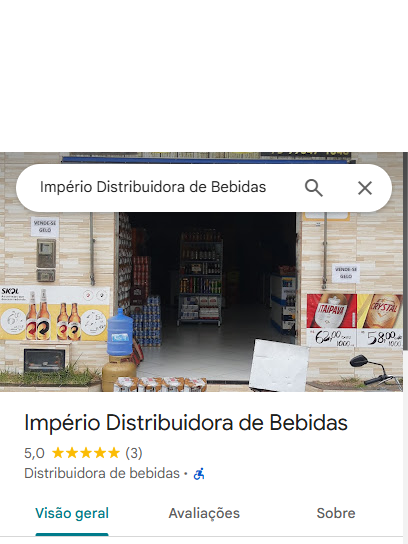 Império Distribuidora de Bebidas
VENDE-SE
GELO
VENDE-SE
GELO
SKOL
ITAIPAVA
CRYSTAL
62,00
58,00
Império Distribuidora de Bebidas
5,0 ★★★★★ (3)
Distribuidora de bebidas ·
Visão geral
Avaliações
Sobre